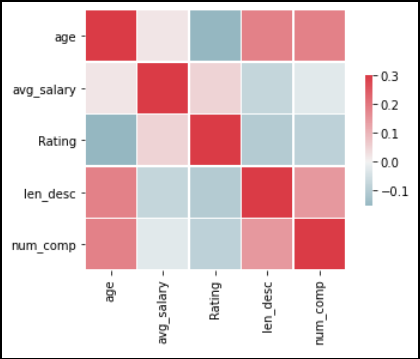 age
avg_salary
Rating
len_desc
num_comp
0.3
0.2
0.1
0.0
−0.1
age
avg_salary
Rating
len_desc
num_comp